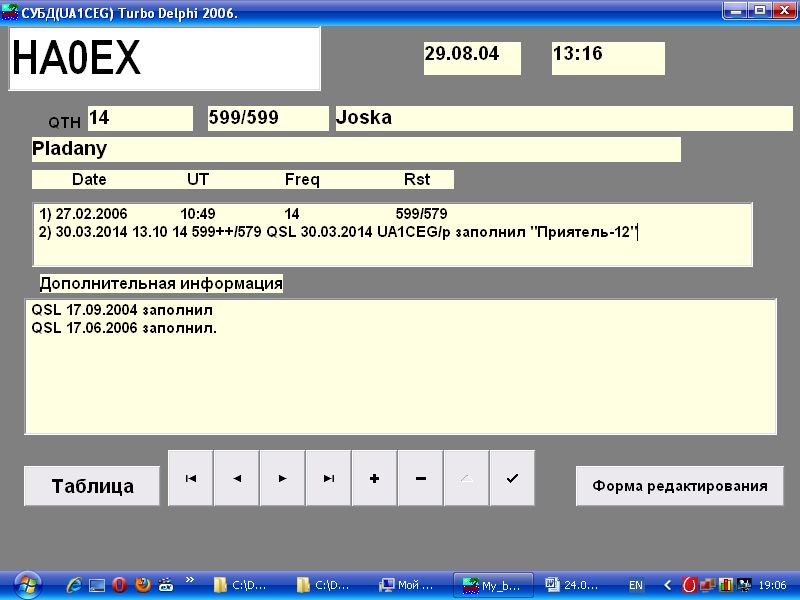 СУБД(UA1CEG) Turbo Delphi 2006.
HA0EX
29.08.04
13:16
QTH
14
599/599
Joska
Pladany
Date UT Freq Rst
1) 27.02.2006 10:49 14 599/579
2) 30.03.2014 13.10 14 599++/579 QSL 30.03.2014 UA1CEG/p заполнил "Приятель-12"
Дополнительная информация
QSL 17.09.2004 заполнил
QSL 17.06.2006 заполнил.
Таблица
Форма редактирования
C:\D...
C:\D...
Мой ...
My_b...
24.0...
EN
19:06